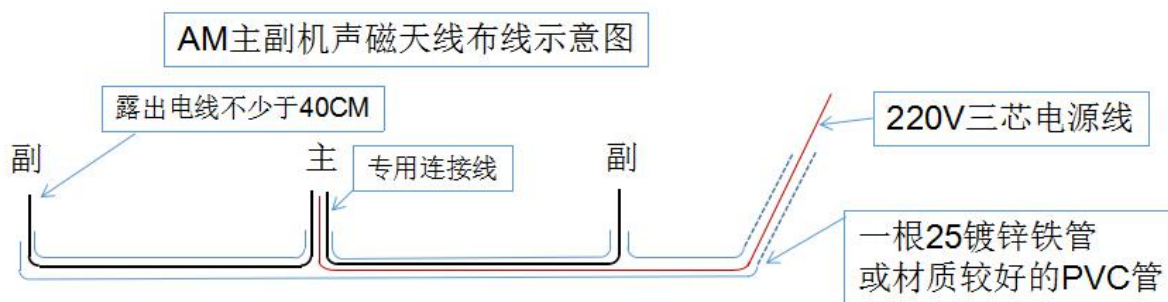 AM主副机声磁天线布线示意图
露出电线不少于40CM
220V三芯电源线
副
主
专用连接线
副
一根25镀锌铁管
或材质较好的PVC管